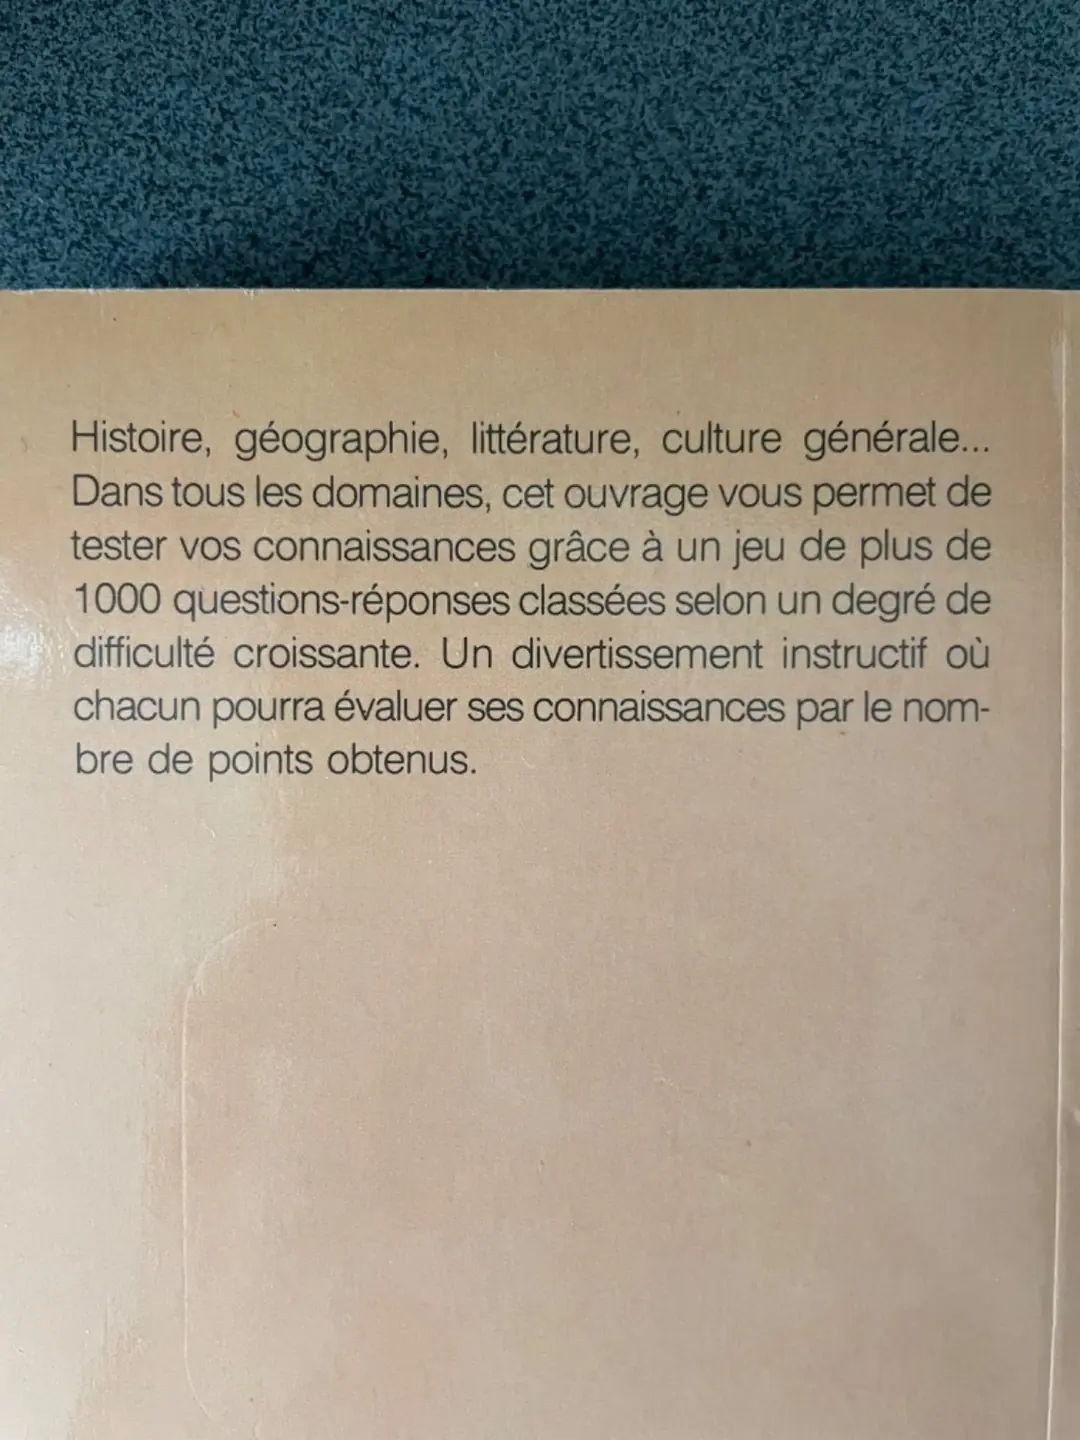 Histoire, géographie, littérature, culture générale...
Dans tous les domaines, cet ouvrage vous permet de
tester vos connaissances grâce à un jeu de plus de
1000 questions-réponses classées selon un degré de
difficulté croissante. Un divertissement instructif où
chacun pourra évaluer ses connaissances par le nom-
bre de points obtenus.